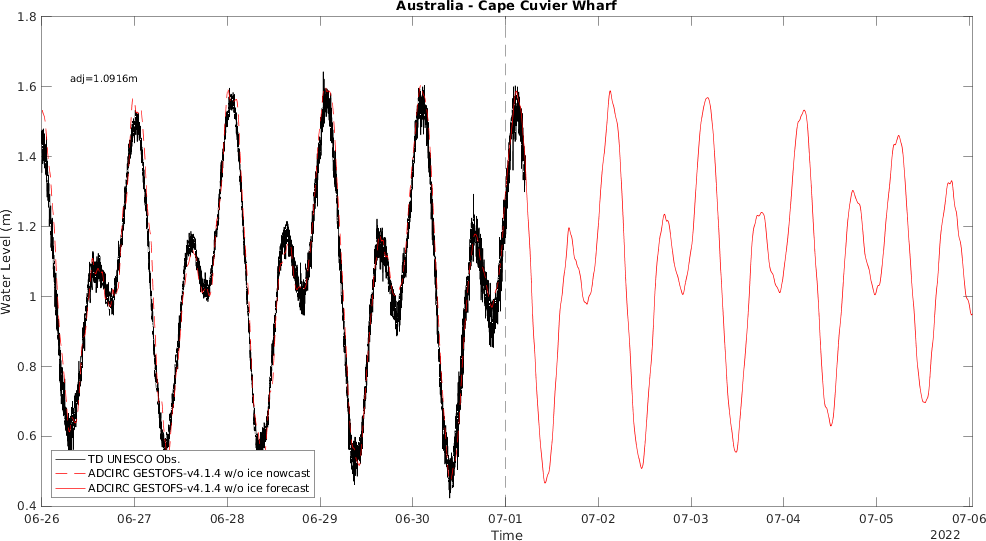 Australia - Cape Cuvier Wharf
adj=1.0916m
Water Level (m)
1.8
1.6
1.4
1.2
1
0.8
0.6
0.4
TD UNESCO Obs.
ADCIRC GESTOFS-v4.1.4 w/o ice nowcast
ADCIRC GESTOFS-v4.1.4 w/o ice forecast
06-26 06-27 06-28 06-29 06-30 07-01 07-02 07-03 07-04 07-05 07-06
Time
2022